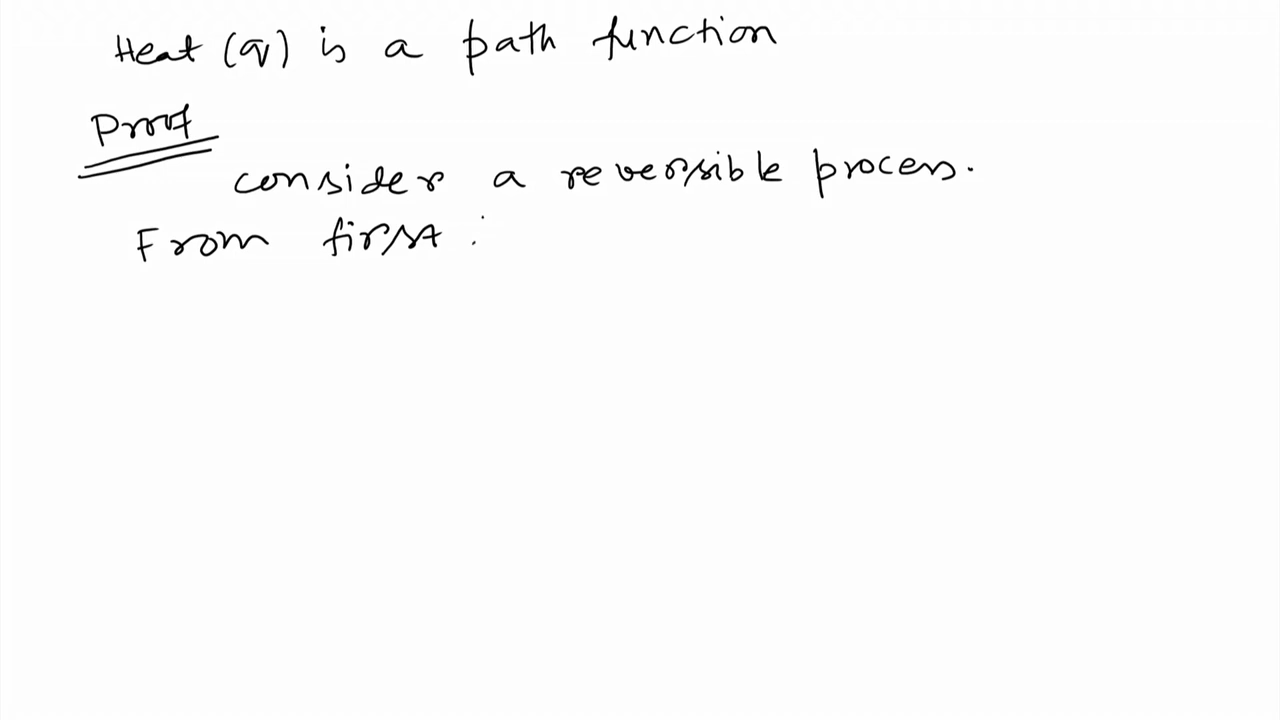 Heat (q) is a path function
Proof
consider a reversible process.
From first